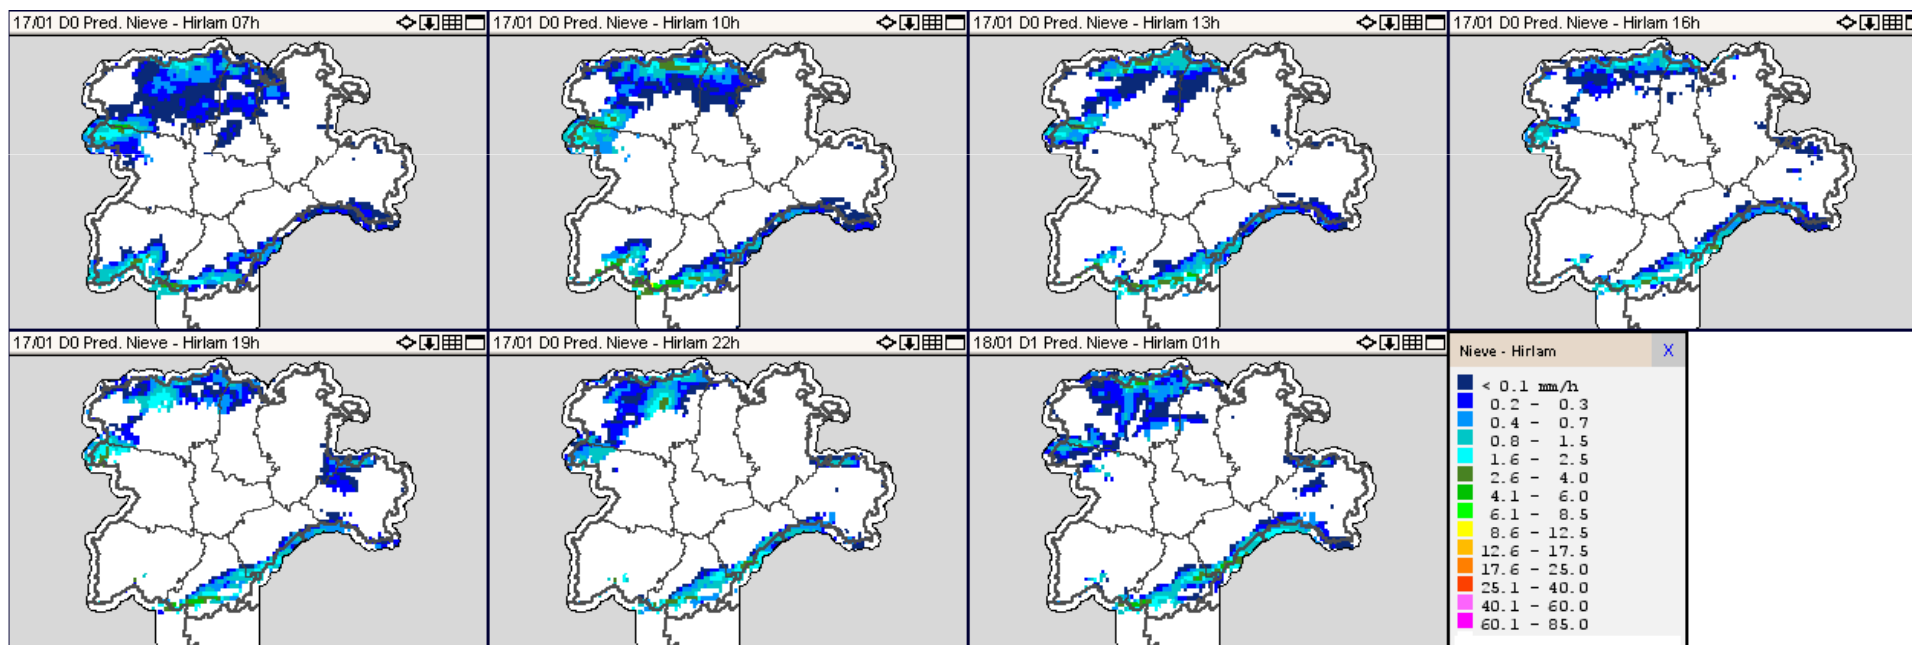 17/01 D0 Pred. Nieve - Hirlam 07h
17/01 D0 Pred. Nieve - Hirlam 10h
17/01 D0 Pred. Nieve - Hirlam 13h
17/01 D0 Pred. Nieve - Hirlam 16h
17/01 D0 Pred. Nieve - Hirlam 19h
17/01 D0 Pred. Nieve - Hirlam 22h
18/01 D1 Pred. Nieve - Hirlam 01h
Nieve - Hirlam X
< 0.1 mm/h
0.2 - 0.3
0.4 - 0.7
0.8 - 1.5
1.6 - 2.5
2.6 - 4.0
4.1 - 6.0
6.1 - 8.5
8.6 - 12.5
12.6 - 17.5
17.6 - 25.0
25.1 - 40.0
40.1 - 60.0
60.1 - 85.0